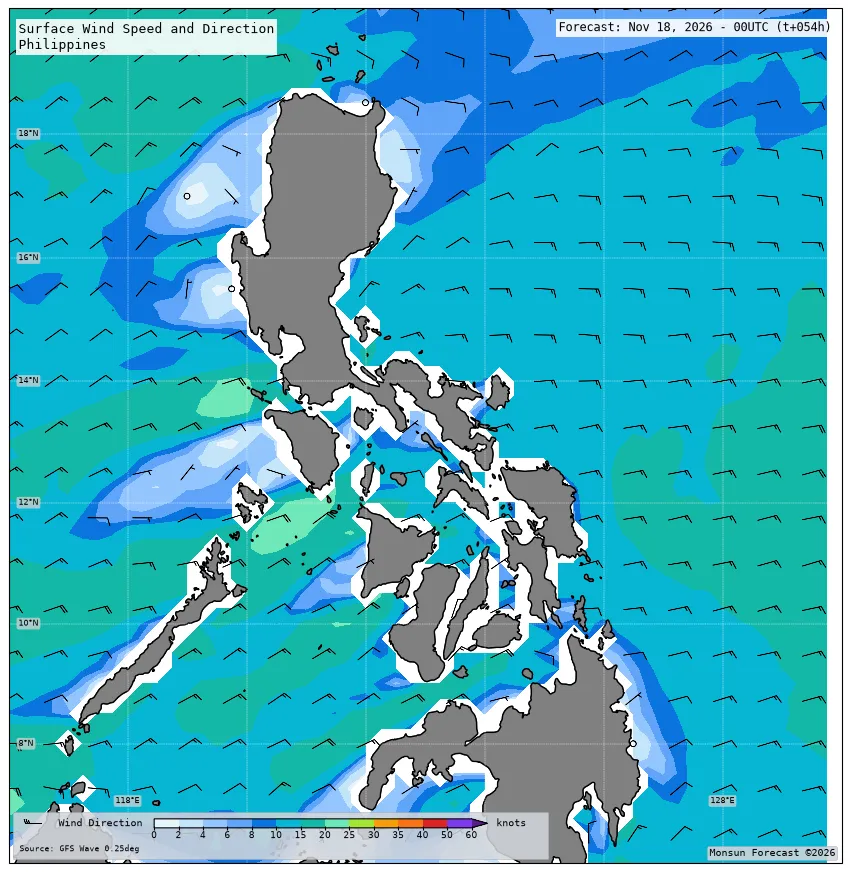 Surface Wind Speed and Direction
Philippines
Forecast: Nov 18, 2026 - 00UTC (t+054h)
18°N
16°N
14°N
12°N
10°N
8°N
118°E
128°E
Wind Direction
knots
0 2 4 6 8 10 15 20 25 30 35 40 50 60
Source: GFS Wave 0.25deg
Monsun Forecast ©2026